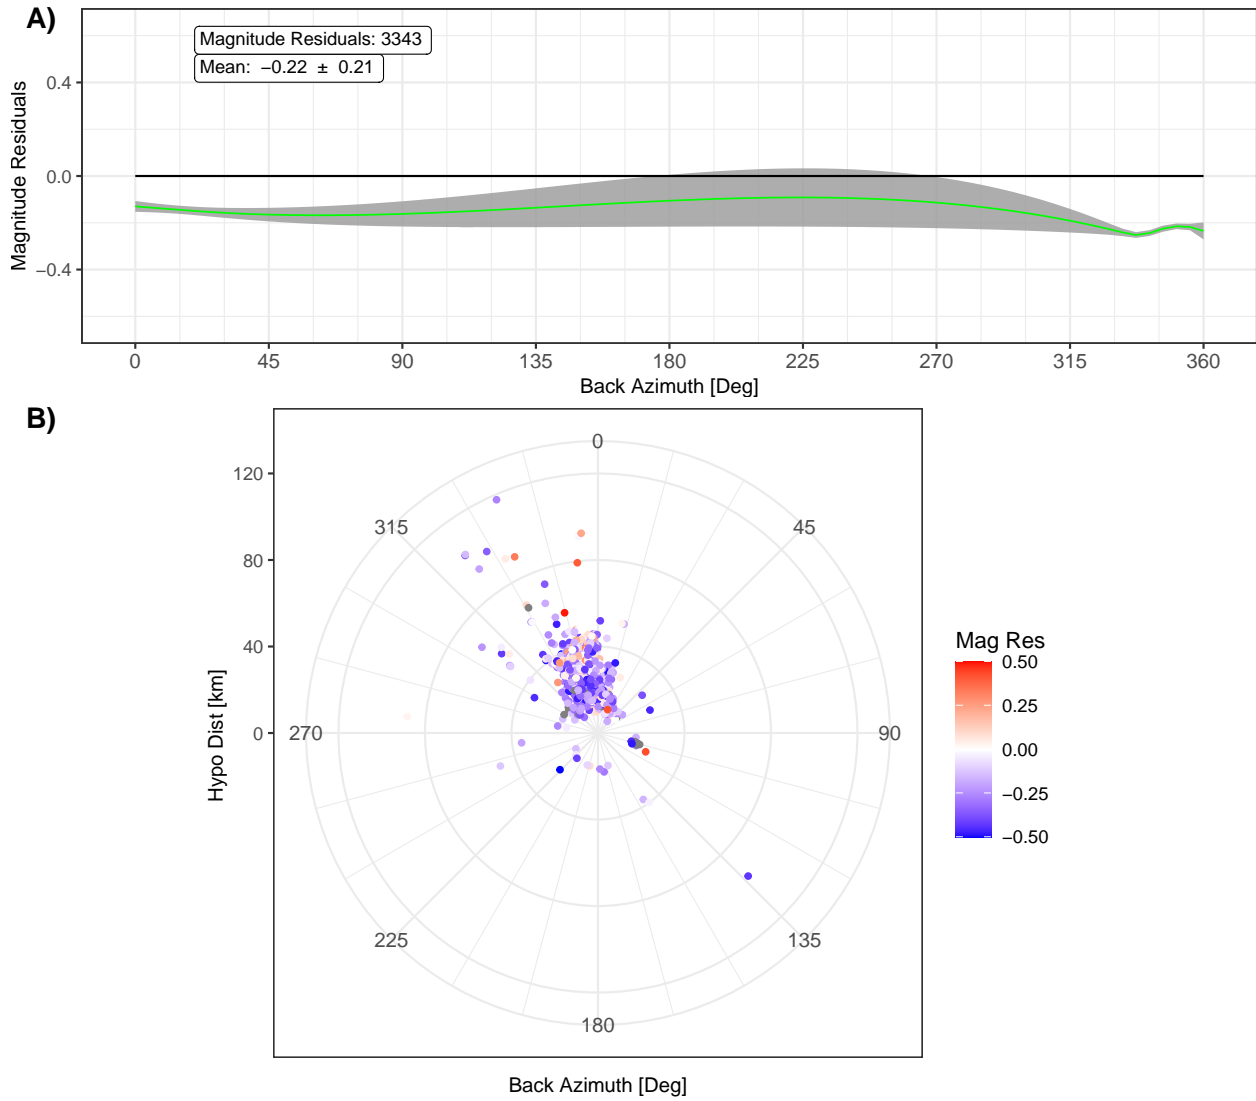 A)
Magnitude Residuals: 3343
Mean: −0.22 ± 0.21
Magnitude Residuals
0.4
0.0
−0.4
0 45 90 135 180 225 270 315 360
Back Azimuth [Deg]
B)
Hypo Dist [km]
120
80
40
0
0
45
90
135
180
225
270
315
Back Azimuth [Deg]
Mag Res
0.50
0.25
0.00
−0.25
−0.50